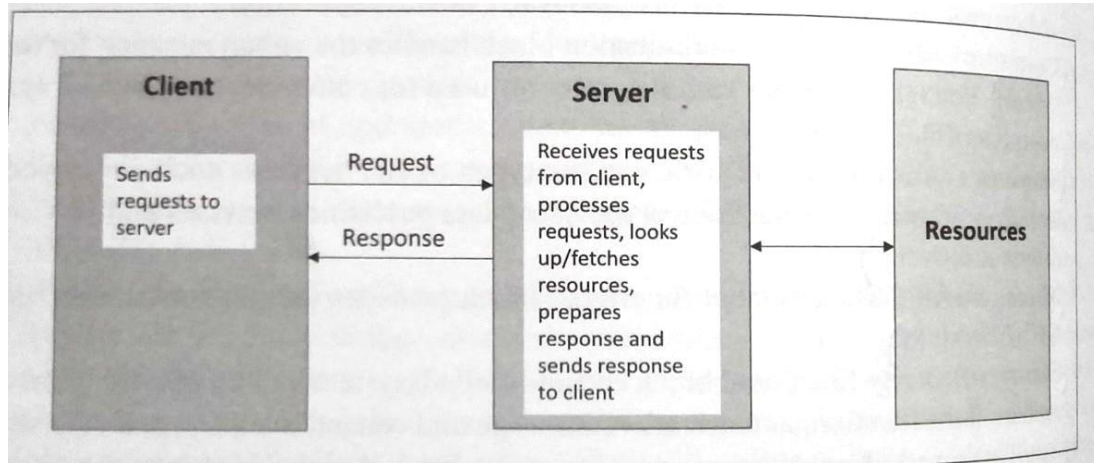 Client
Sends
requests to
server
Request
Response
Server
Receives requests
from client,
processes
requests, looks
up/fetches
resources,
prepares
response and
sends response
to client
Resources